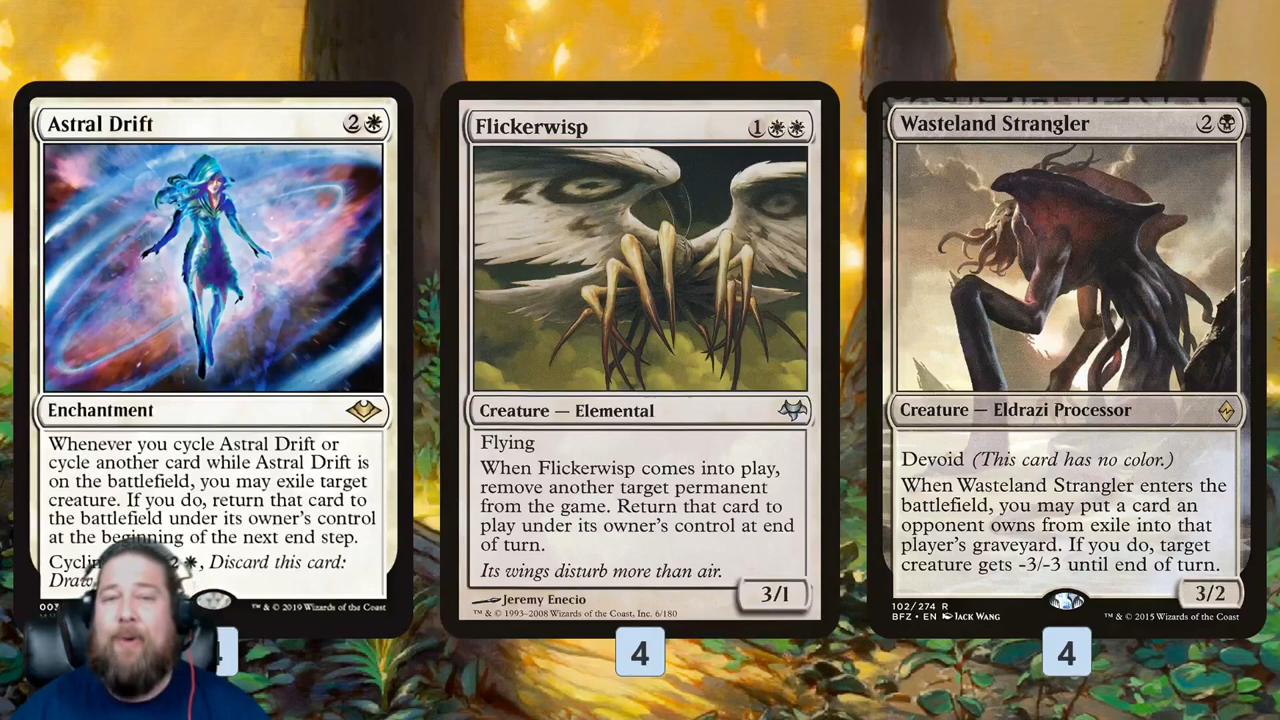 Astral Drift
2
Enchantment
Whenever you cycle Astral Drift or
cycle another card while Astral Drift is
on the battlefield, you may exile target
creature. If you do, return that card to
the battlefield under its owner's control
at the beginning of the next end step.
2 , Discard this card:
™ & © 2019 Wizards of the Coast
4
Flickerwisp
1
Creature — Elemental
Flying
When Flickerwisp comes into play,
remove another target permanent
from the game. Return that card to
play under its owner's control at end
of turn.
Its wings disturb more than air.
3/1
Jeremy Enecio
™ & © 1993–2008 Wizards of the Coast, Inc. 6/180
4
Wasteland Strangler
2
Creature — Eldrazi Processor
Devoid (This card has no color.)
When Wasteland Strangler enters the
battlefield, you may put a card an
opponent owns from exile into that
player's graveyard. If you do, target
creature gets -3/-3 until end of turn.
3/2
102/274 R
BFZ • EN Jack Wang
™ & © 2015 Wizards of the Coast
4